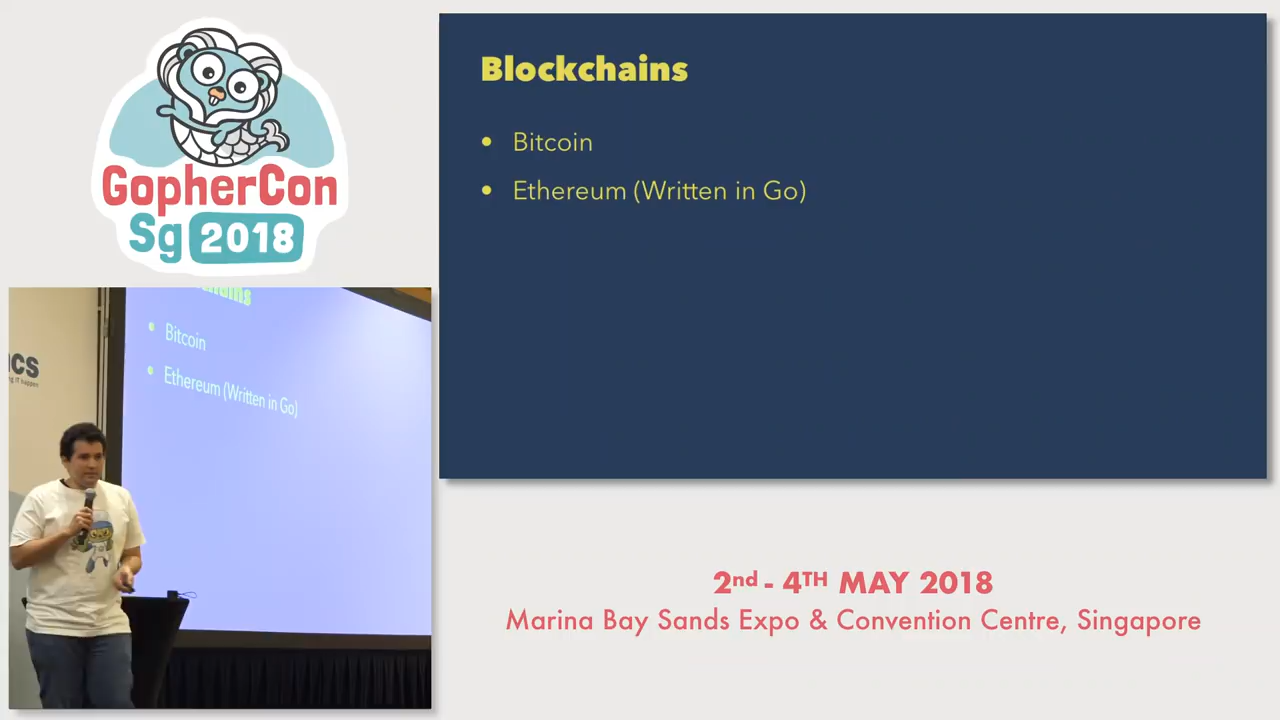 GopherCon
Sg 2018
Blockchains
• Bitcoin
• Ethereum (Written in Go)
• Bitcoin
• Ethereum (Written in Go)
2nd - 4TH MAY 2018
Marina Bay Sands Expo & Convention Centre, Singapore